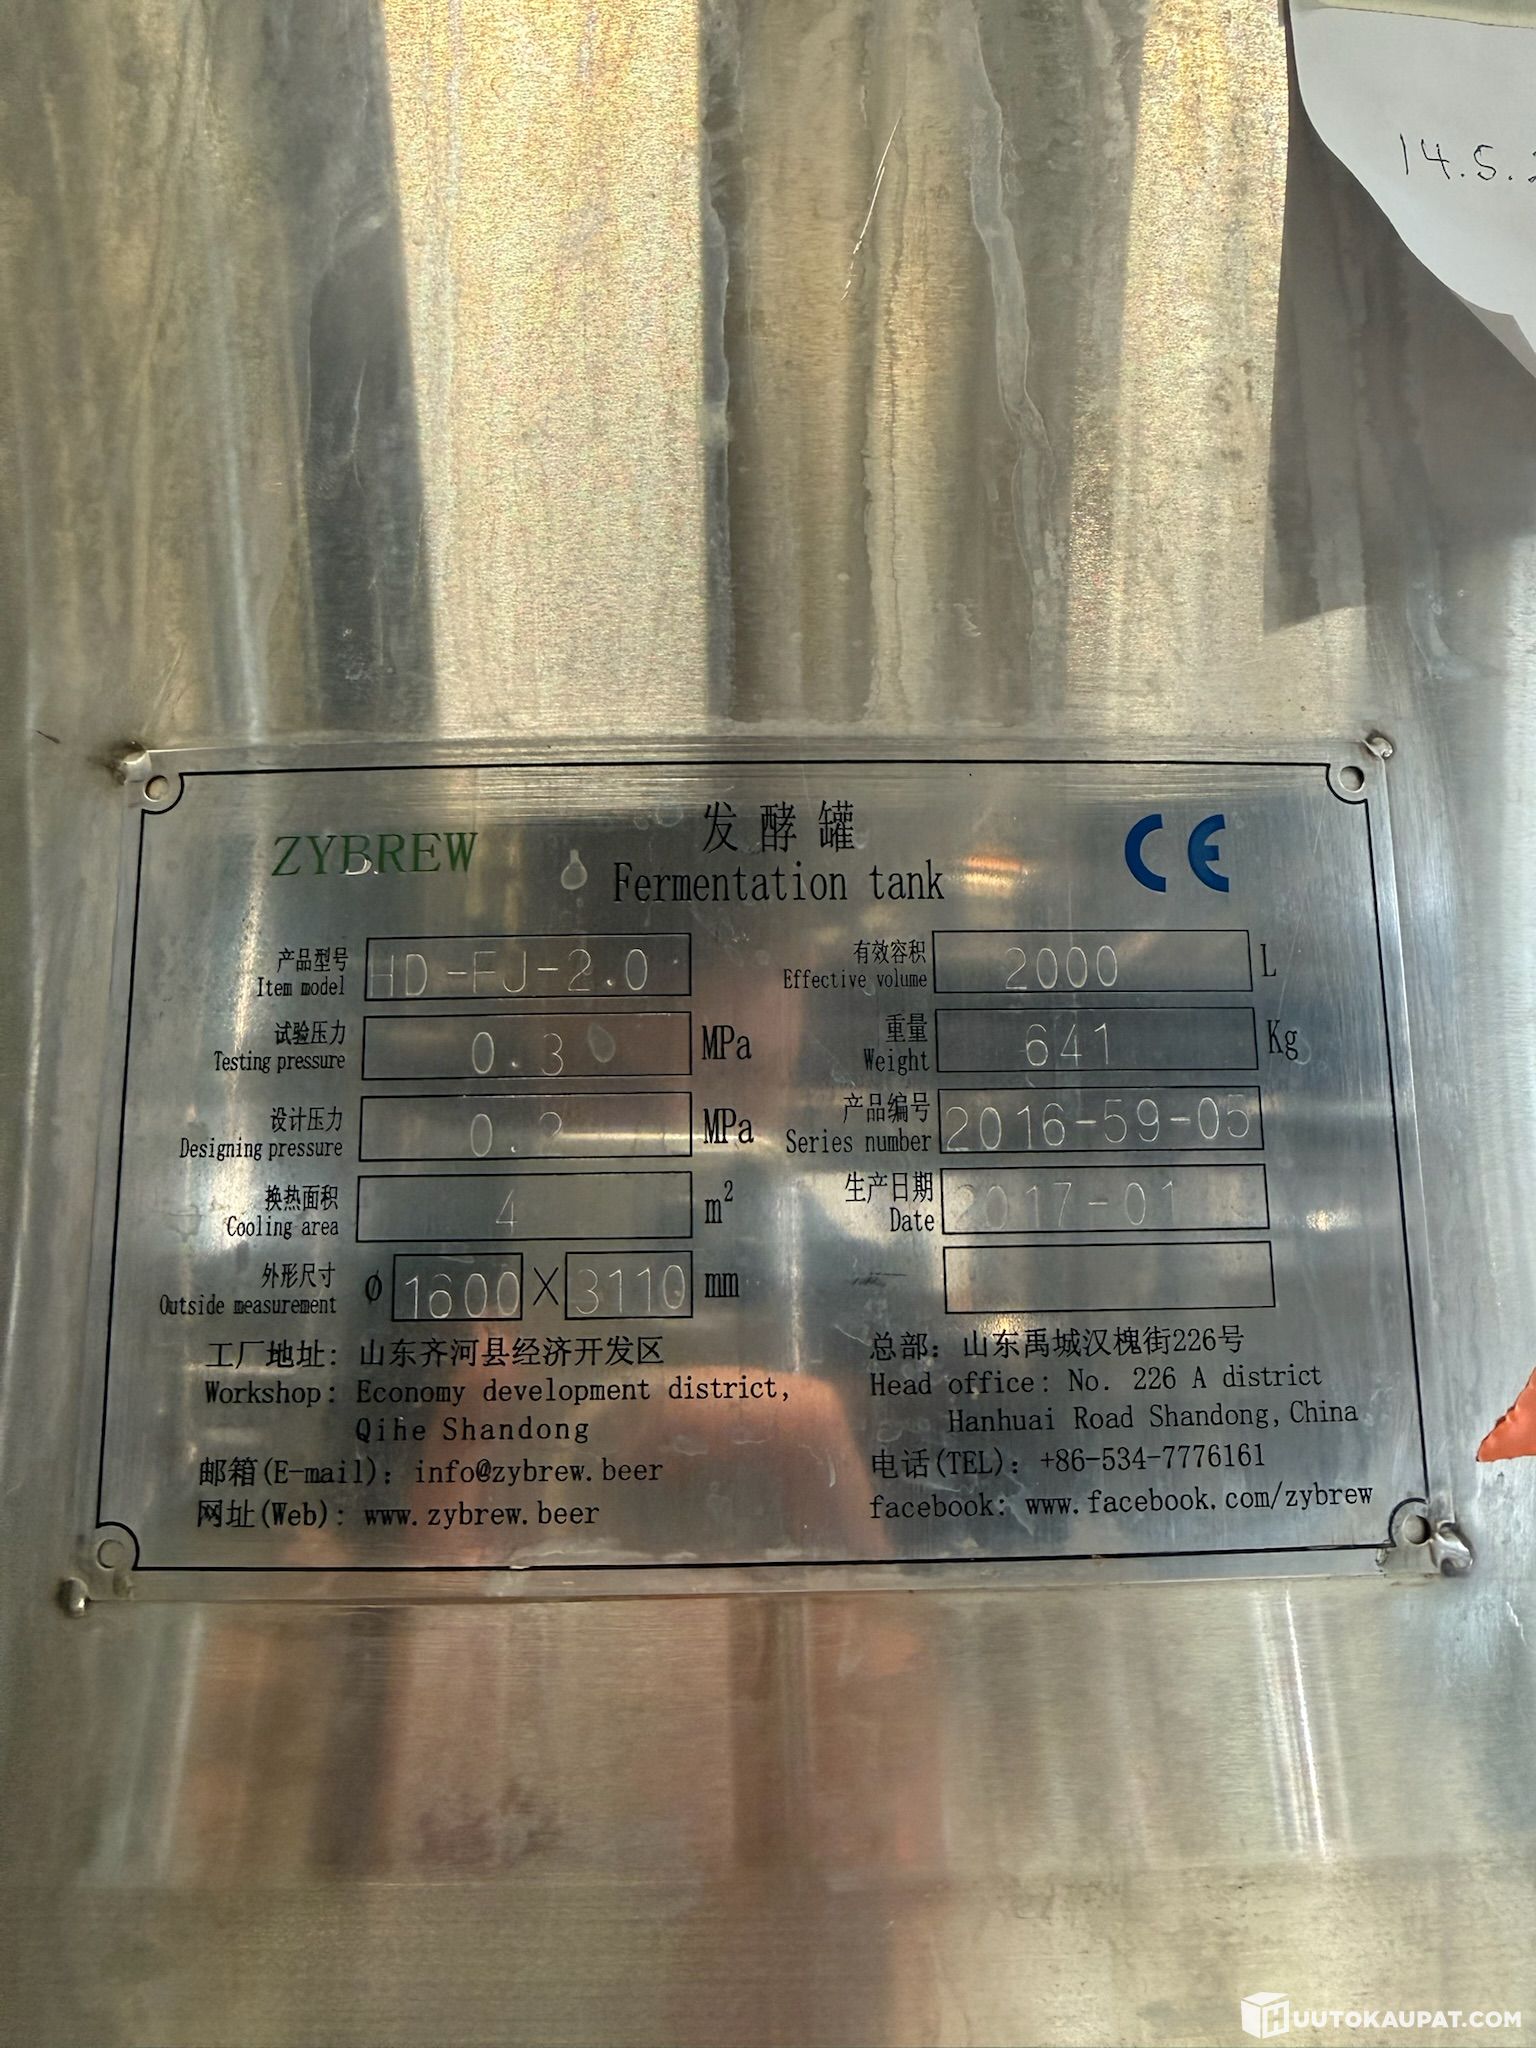 14.5.
ZYBREW
发酵罐
Fermentation tank
CE
产品型号
Item model
HD-FJ-2.0
有效容积
Effective volume
2000 L
试验压力
Testing pressure
0.3 MPa
重量
Weight
641 Kg
设计压力
Designing pressure
0.2 MPa
产品编号
Series number
2016-59-05
换热面积
Cooling area
4 m²
生产日期
Date
2017-01
外形尺寸
Outside measurement
φ 1600 X 3110 mm
工厂地址: 山东齐河县经济开发区
Workshop: Economy development district,
Qihe Shandong
邮箱(E-mail): info@zybrew.beer
网址(Web): www.zybrew.beer
总部: 山东禹城汉槐街226号
Head office: No. 226 A district
Hanhuai Road Shandong, China
电话(TEL): +86-534-7776161
facebook: www.facebook.com/zybrew
HUUTOKAUPAT.COM